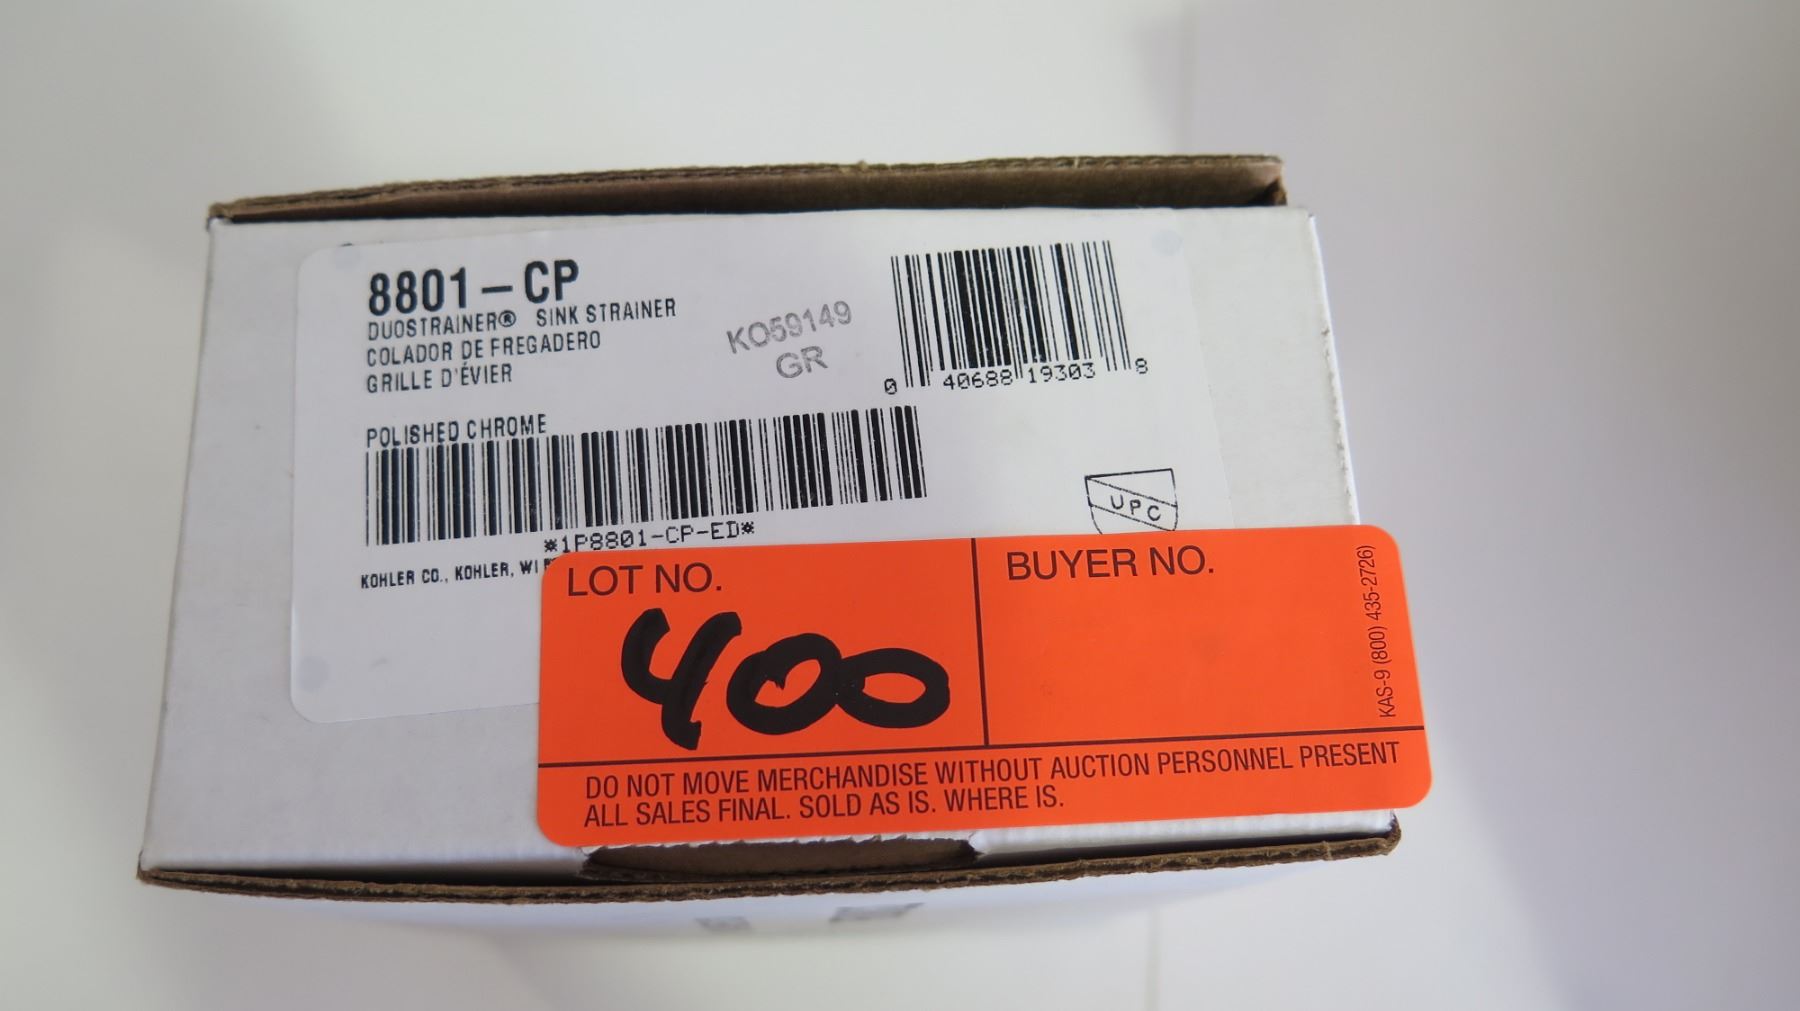 8801-CP
DUOSTRAINER® SINK STRAINER
COLADOR DE FREGADERO
GRILLE D'ÉVIER
KO59149
GR
0 40688 19303 8
POLISHED CHROME
*1P8801-CP-ED*
UPC
KOHLER CO., KOHLER, WI
LOT NO.
400
BUYER NO.
KAS-9 (800) 435-2726)
DO NOT MOVE MERCHANDISE WITHOUT AUCTION PERSONNEL PRESENT
ALL SALES FINAL. SOLD AS IS. WHERE IS.